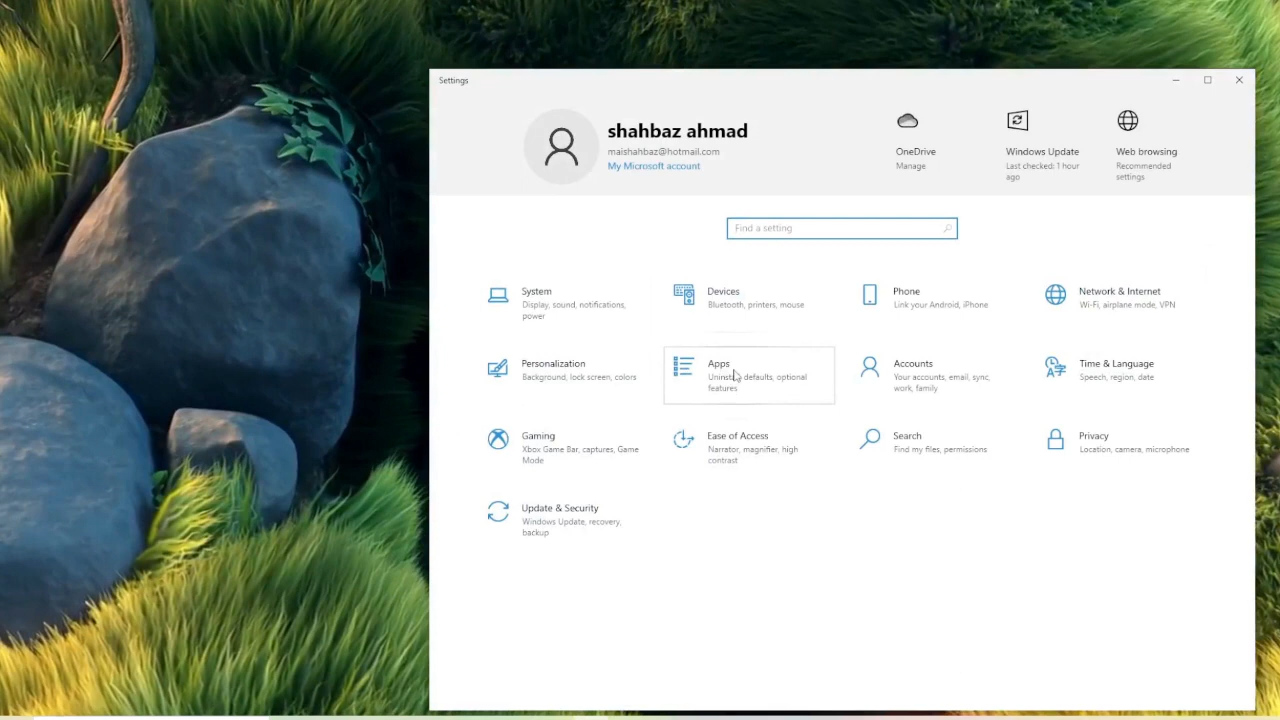 Settings
shahbaz ahmad
maishahbaz@hotmail.com
My Microsoft account
OneDrive
Manage
Windows Update
Last checked: 1 hour
ago
Web browsing
Recommended
settings
Find a setting
System
Display, sound, notifications,
power
Devices
Bluetooth, printers, mouse
Phone
Link your Android, iPhone
Network & Internet
Wi-Fi, airplane mode, VPN
Personalization
Background, lock screen, colors
Apps
Uninstall, defaults, optional
features
Accounts
Your accounts, email, sync,
work, family
Time & Language
Speech, region, date
Gaming
Xbox Game Bar, captures, Game
Mode
Ease of Access
Narrator, magnifier, high
contrast
Search
Find my files, permissions
Privacy
Location, camera, microphone
Update & Security
Windows Update, recovery,
backup